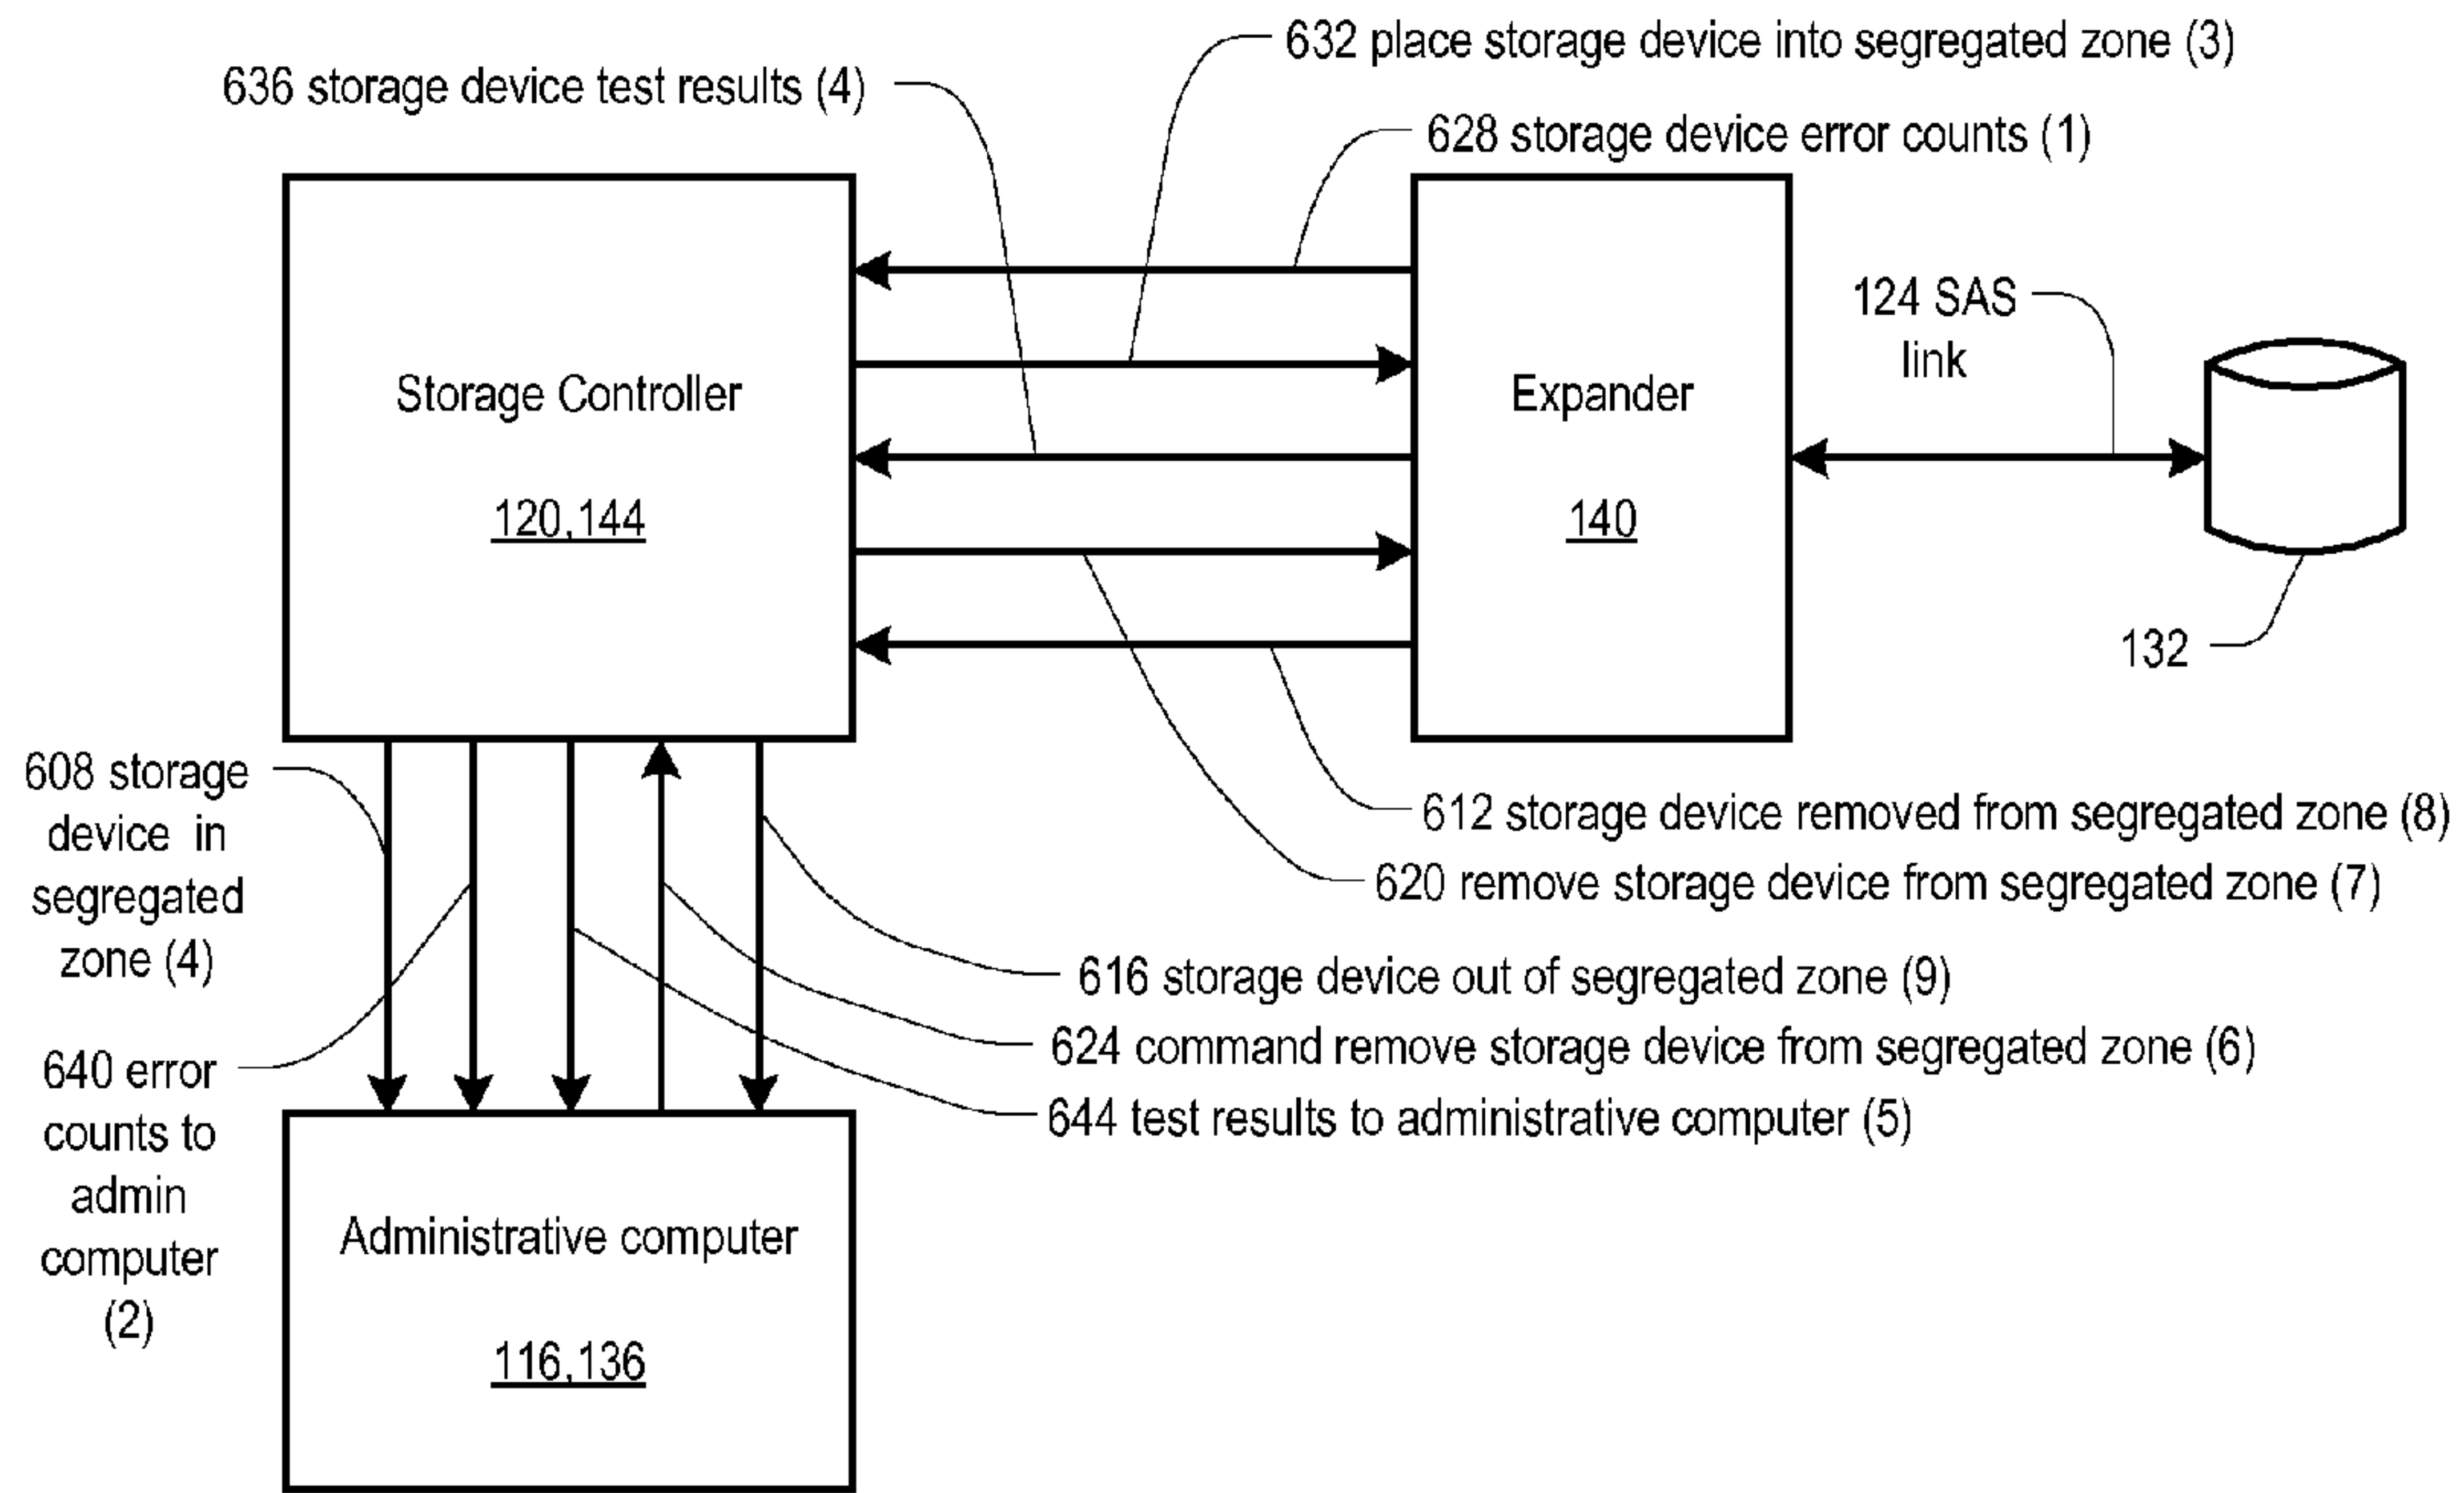 632 place storage device into segregated zone (3)
636 storage device test results (4)
628 storage device error counts (1)
124 SAS
link
Storage Controller
120,144
Expander
140
132
608 storage
device in
segregated
zone (4)
612 storage device removed from segregated zone (8)
620 remove storage device from segregated zone (7)
616 storage device out of segregated zone (9)
624 command remove storage device from segregated zone (6)
644 test results to administrative computer (5)
640 error
counts to
admin
computer
(2)
Administrative computer
116,136